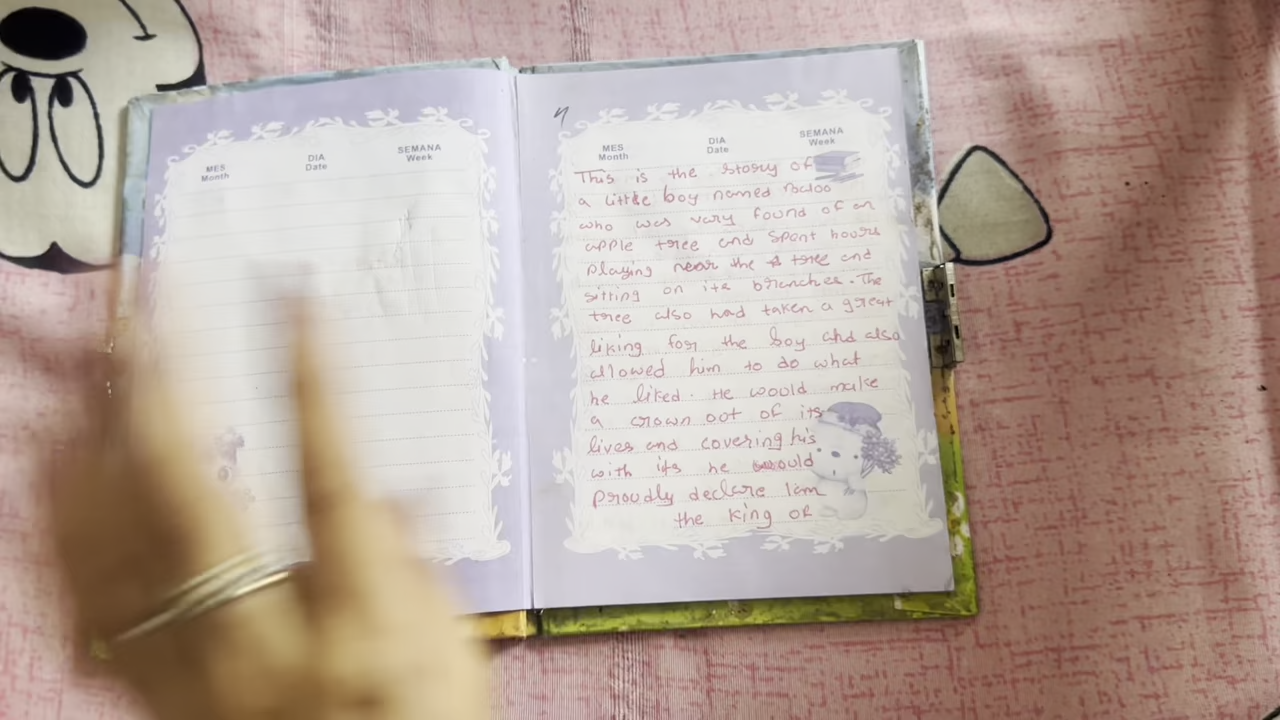 MES DIA SEMANA
Month Date Week
MES DIA SEMANA
Month Date Week
This is the story of
a little boy named Naloo
who was vary found of an
apple tree and spent hours
playing near the tree and
sitting on its branches. The
tree also had taken a great
liking for the boy and also
allowed him to do what
he liked. He would make
a crown out of its
lives and covering his
with its he would
proudly declare Iam
the King of